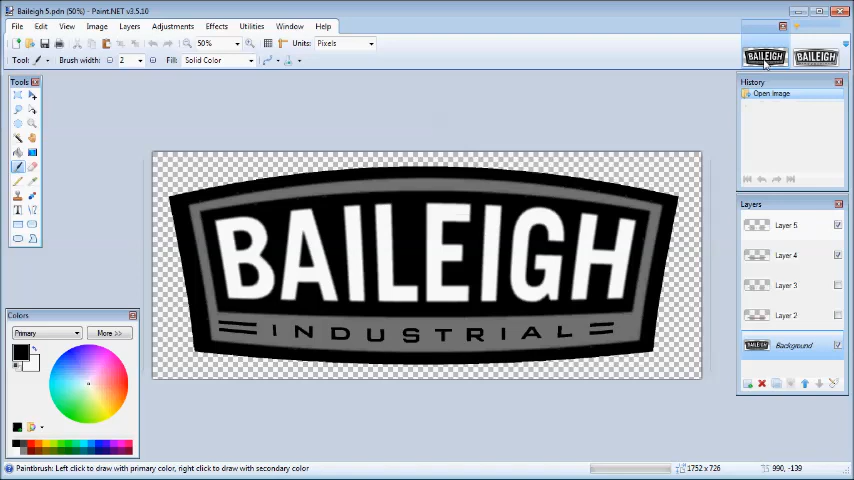 Baileigh 5.pdn (50%) - Paint.NET v3.5.10
File Edit View Image Layers Adjustments Effects Utilities Window Help
50% Units: Pixels
Tool: Brush width: 2 Fill: Solid Color
BAILEIGH BAILEIGH
Tools
History
Open Image
BAILEIGH
INDUSTRIAL
Layers
Layer 5
Layer 4
Layer 3
Layer 2
BAILEIGH Background
Colors
Primary More >>
Paintbrush: Left click to draw with primary color, right click to draw with secondary color 1752 x 726 990, -139